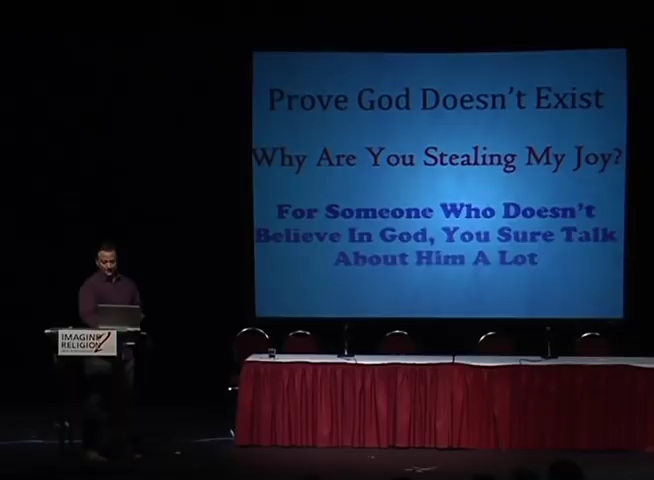 Prove God Doesn't Exist
Why Are You Stealing My Joy?
For Someone Who Doesn't
Believe In God, You Sure Talk
About Him A Lot
IMAGINE
RELIGION 2